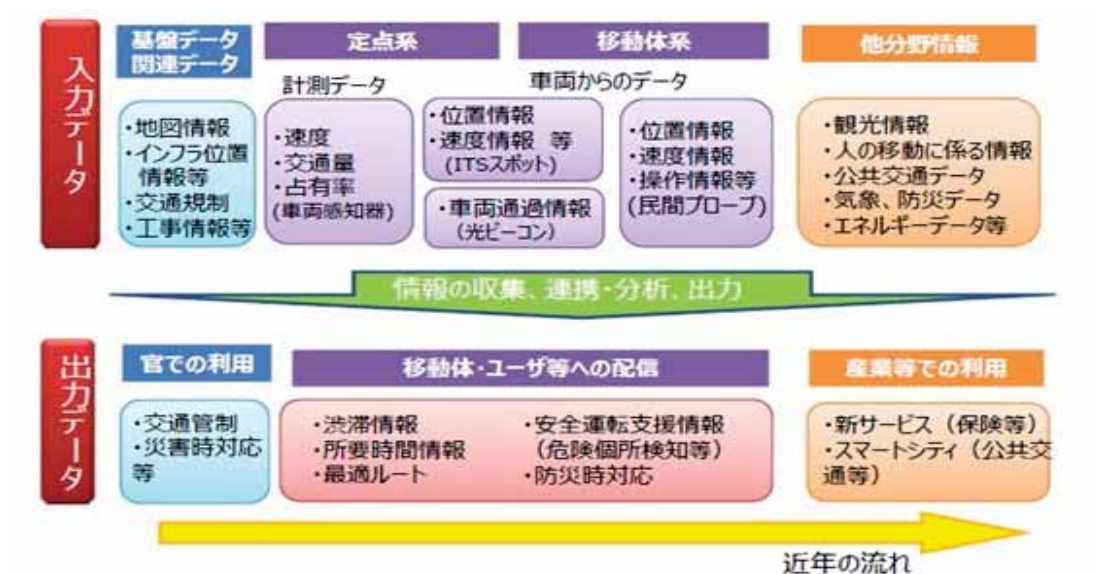 入力データ
基盤データ
関連データ
・地図情報
・インフラ位置
情報等
・交通規制
・工事情報等
定点系
計測データ
・速度
・交通量
・占有率
(車両感知器)
移動体系
車両からのデータ
・位置情報
・速度情報 等
(ITSスポット)
・車両通過情報
(光ビーコン)
・位置情報
・速度情報
・操作情報等
(民間プローブ)
他分野情報
・観光情報
・人の移動に係る情報
・公共交通データ
・気象、防災データ
・エネルギーデータ等
情報の収集、連携・分析、出力
出力データ
官での利用
・交通管制
・災害時対応
等
移動体・ユーザ等への配信
・渋滞情報
・所要時間情報
・最適ルート
・安全運転支援情報
(危険個所検知等)
・防災時対応
産業等での利用
・新サービス(保険等)
・スマートシティ(公共交
通等)
近年の流れ